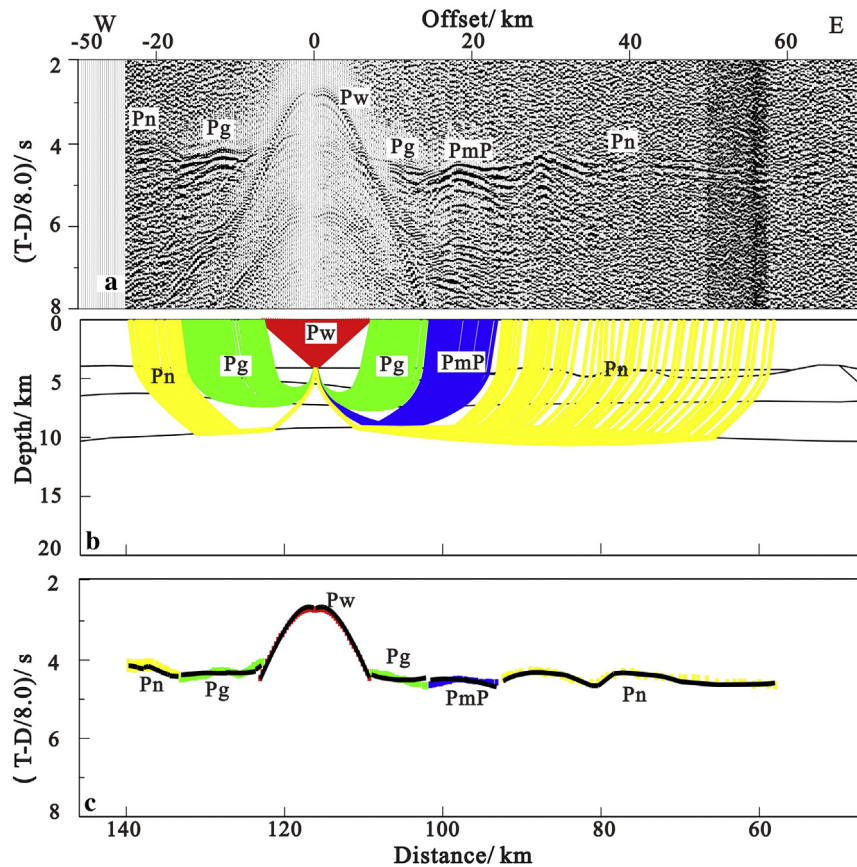 W Offset/ km E
-50 -20 0 20 40 60
2
4
6
8
(T-D/8.0)/ s
Pn
Pg
Pw
Pg
PmP
Pn
a
0
5
10
15
20
Depth/ km
Pn
Pg
Pw
Pg
PmP
Pn
b
2
4
6
8
( T-D/8.0)/ s
Pn
Pg
Pw
Pg
PmP
Pn
c
140 120 100 80 60
Distance/ km